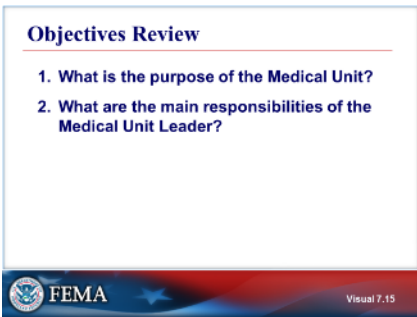 Objectives Review
1. What is the purpose of the Medical Unit?
2. What are the main responsibilities of the
Medical Unit Leader?
FEMA
Visual 7.15